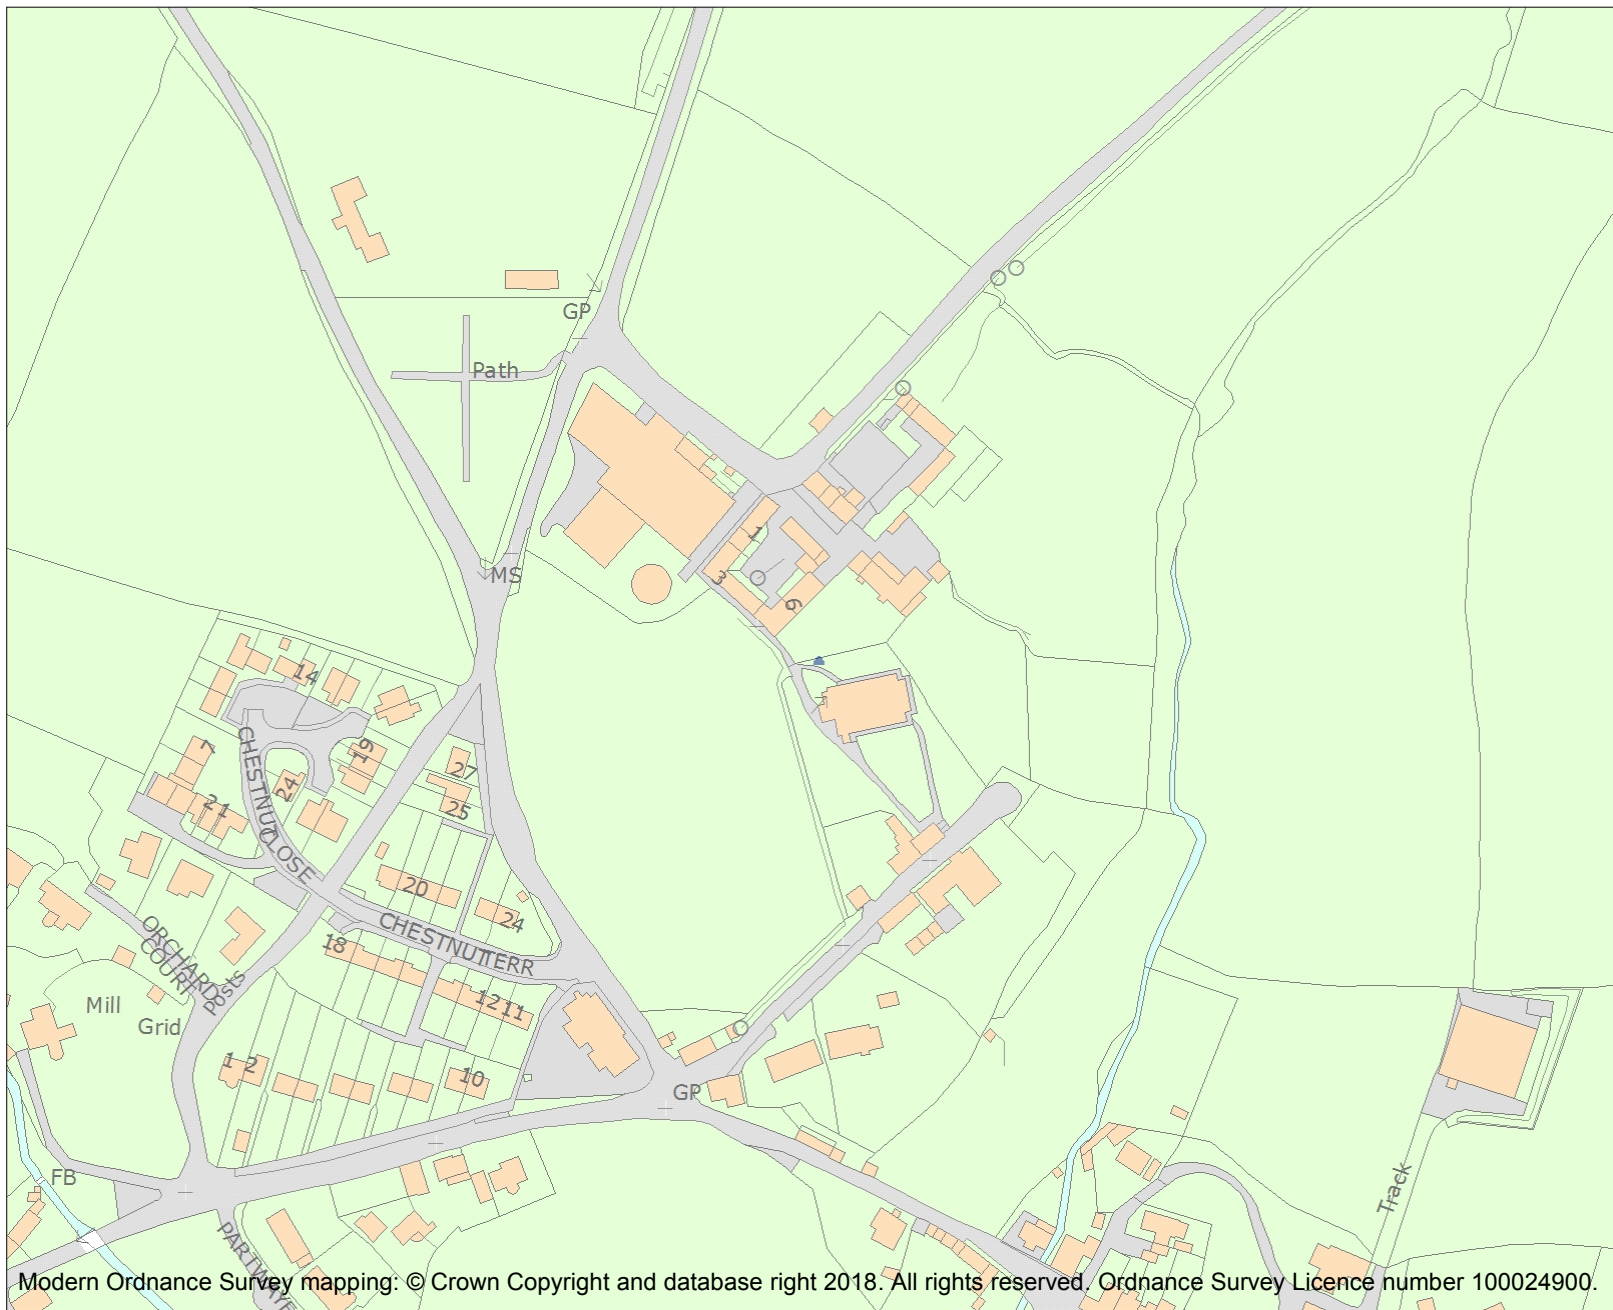 GP
Path
MS
1
3
6
14
7
19
CHESTNUT
CLOSE
24
21
27
25
20
24
CHESTNUT TERR
18
ORCHARD
COURT
Posts
Mill
Grid
12
11
1
2
10
GP
FB
Track
Modern Ordnance Survey mapping: © Crown Copyright and database right 2018. All rights reserved. Ordnance Survey Licence number 100024900.